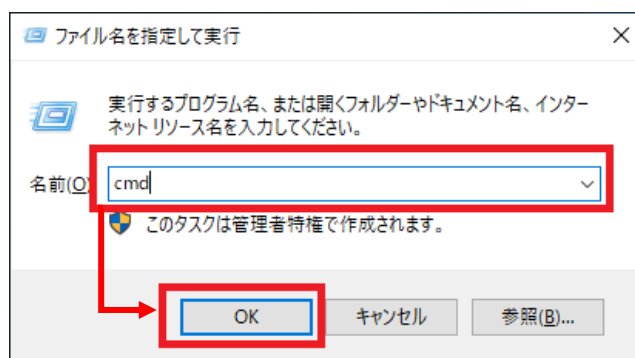 ファイル名を指定して実行
実行するプログラム名、または開くフォルダーやドキュメント名、インター
ネット リソース名を入力してください。
名前(O)
cmd
このタスクは管理者特権で作成されます。
OK
キャンセル
参照(B)...